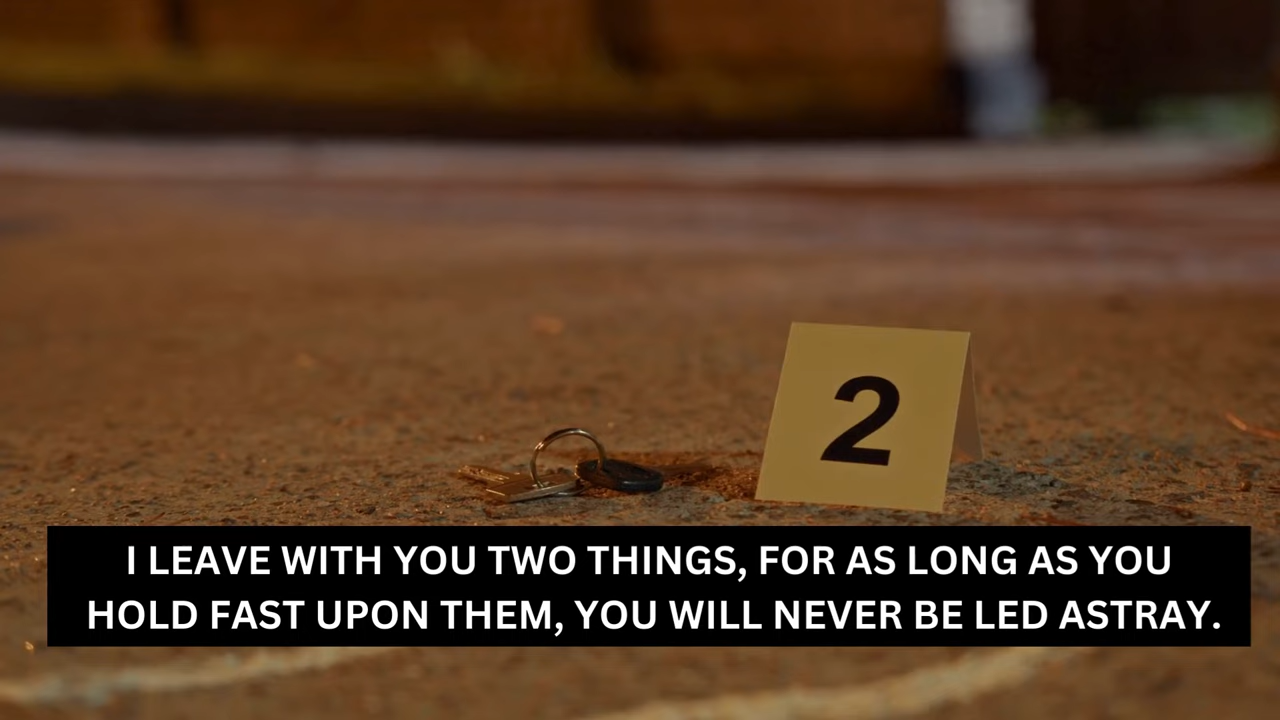 2
I LEAVE WITH YOU TWO THINGS, FOR AS LONG AS YOU
HOLD FAST UPON THEM, YOU WILL NEVER BE LED ASTRAY.